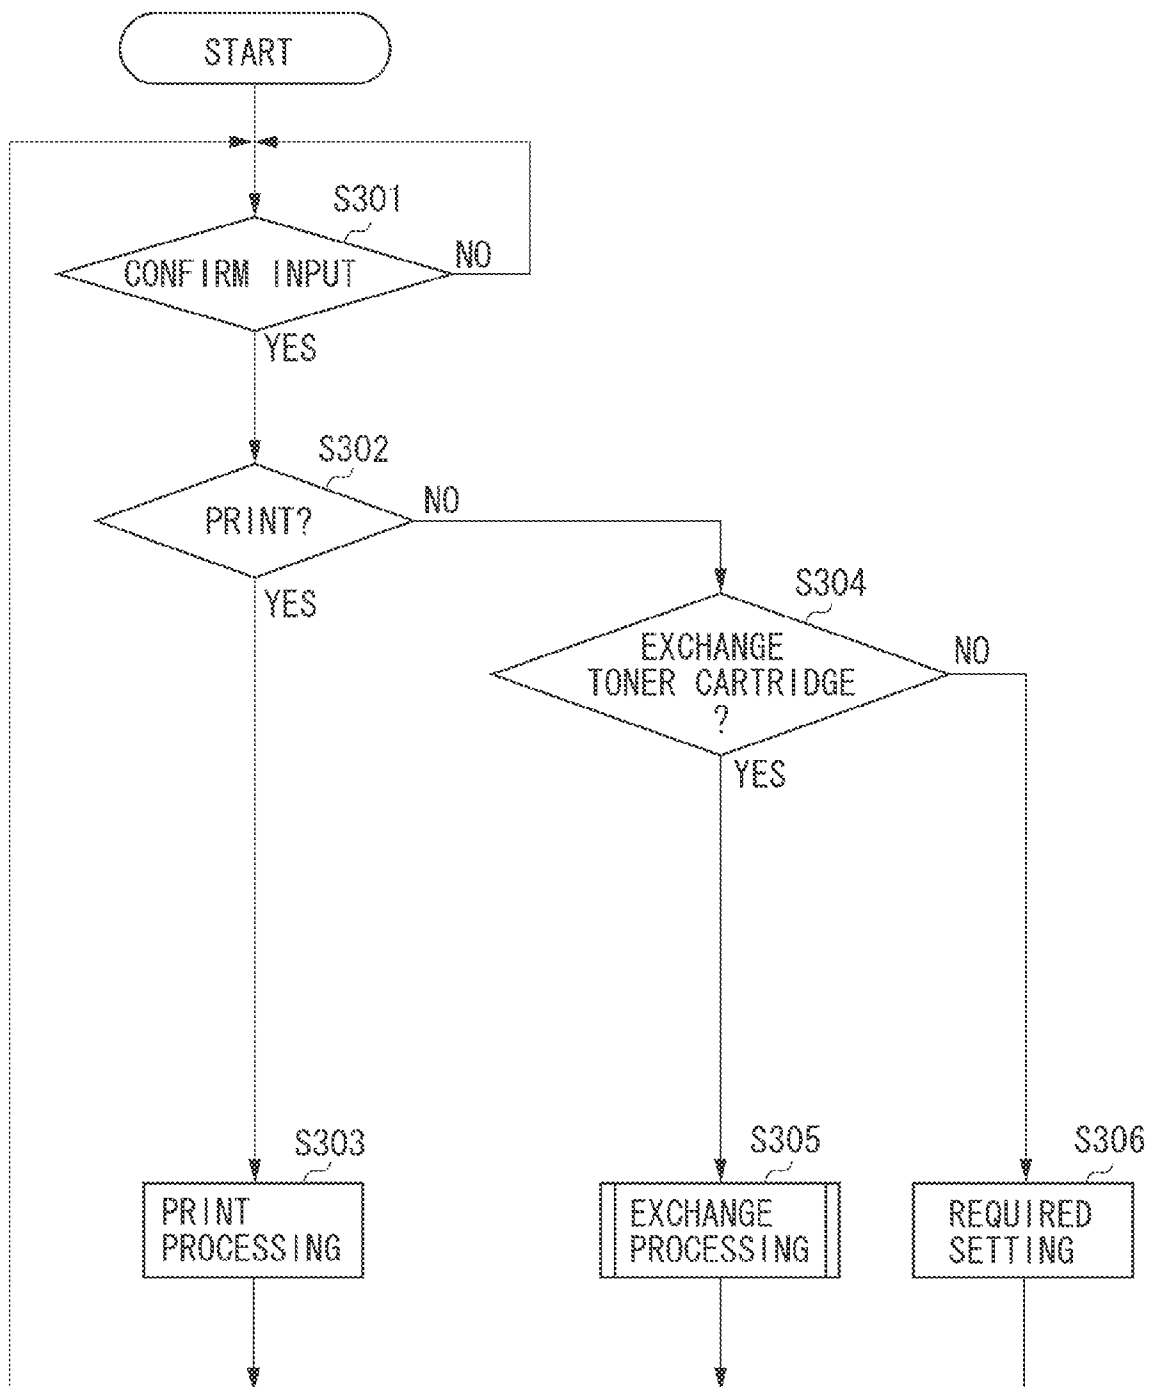 START
S301
CONFIRM INPUT
NO
YES
S302
PRINT?
NO
YES
S304
EXCHANGE
TONER CARTRIDGE
?
NO
YES
S303
PRINT
PROCESSING
S305
EXCHANGE
PROCESSING
S306
REQUIRED
SETTING